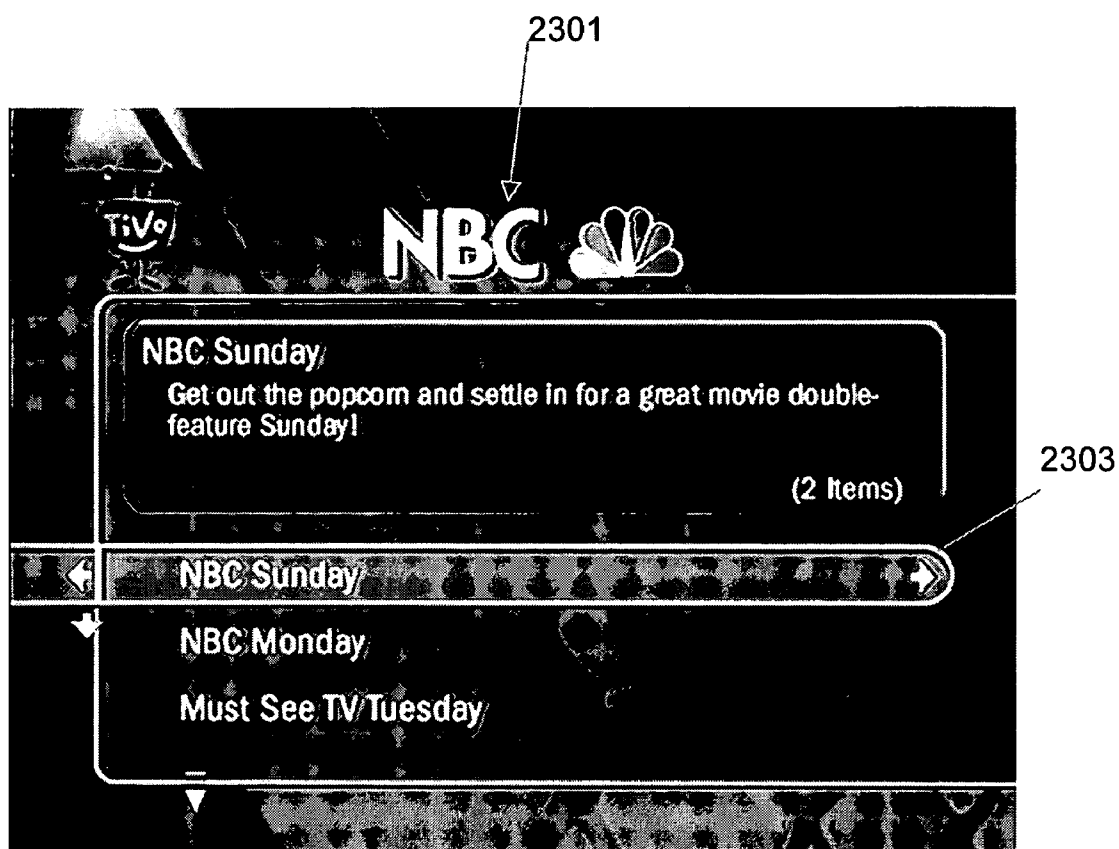 2301
TiVo
NBC
NBC Sunday
Get out the popcorn and settle in for a great movie double-
feature Sunday!
(2 Items)
2303
NBC Sunday
NBC Monday
Must See TV Tuesday